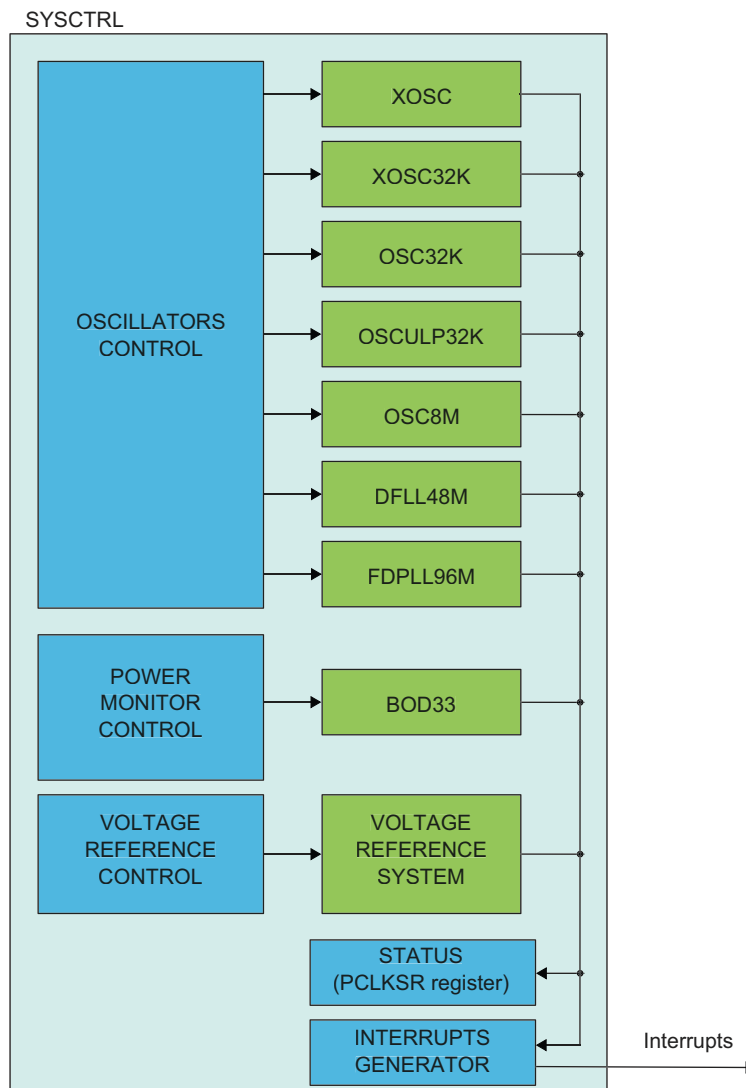 SYSCTRL
OSCILLATORS
CONTROL
XOSC
XOSC32K
OSC32K
OSCULP32K
OSC8M
DFLL48M
FDPLL96M
POWER
MONITOR
CONTROL
BOD33
VOLTAGE
REFERENCE
CONTROL
VOLTAGE
REFERENCE
SYSTEM
STATUS
(PCLKSR register)
INTERRUPTS
GENERATOR
Interrupts